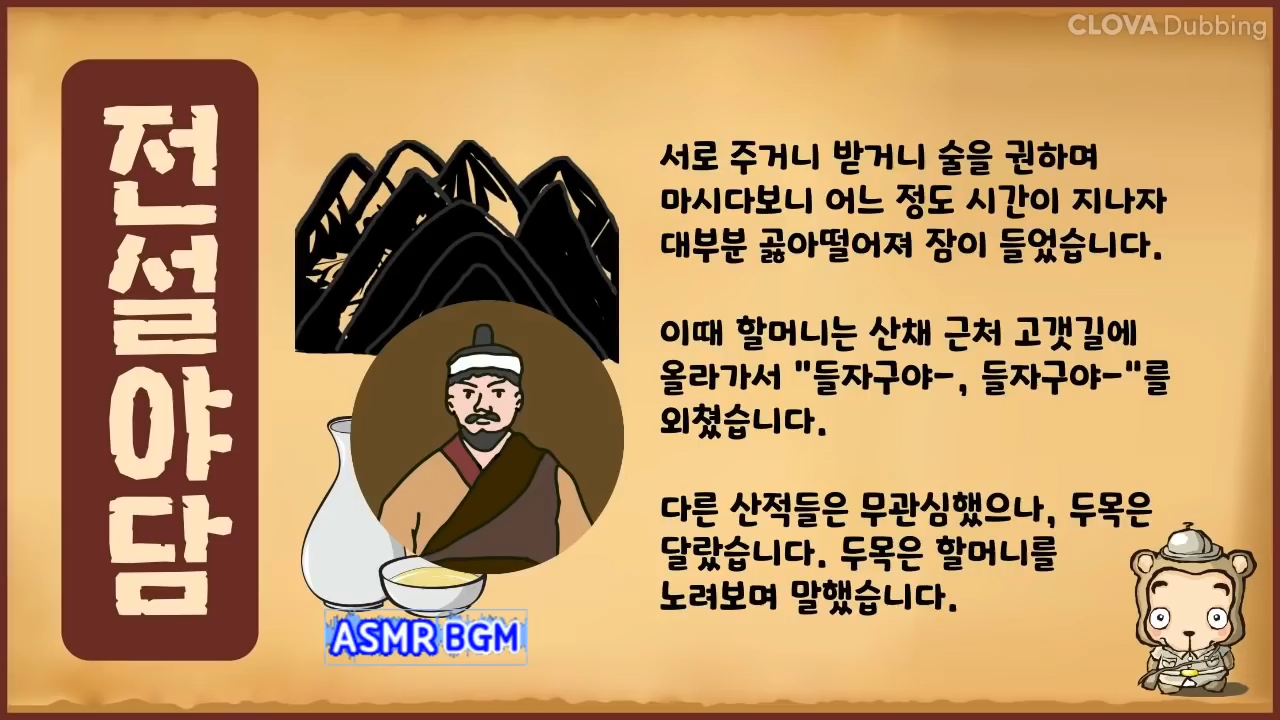 CLOVA Dubbing
전설야담
서로 주거니 받거니 술을 권하며
마시다보니 어느 정도 시간이 지나자
대부분 곯아떨어져 잠이 들었습니다.
이때 할머니는 산채 근처 고갯길에
올라가서 "들자구야-, 들자구야-"를
외쳤습니다.
다른 산적들은 무관심했으나, 두목은
달랐습니다. 두목은 할머니를
노려보며 말했습니다.
ASMR BGM